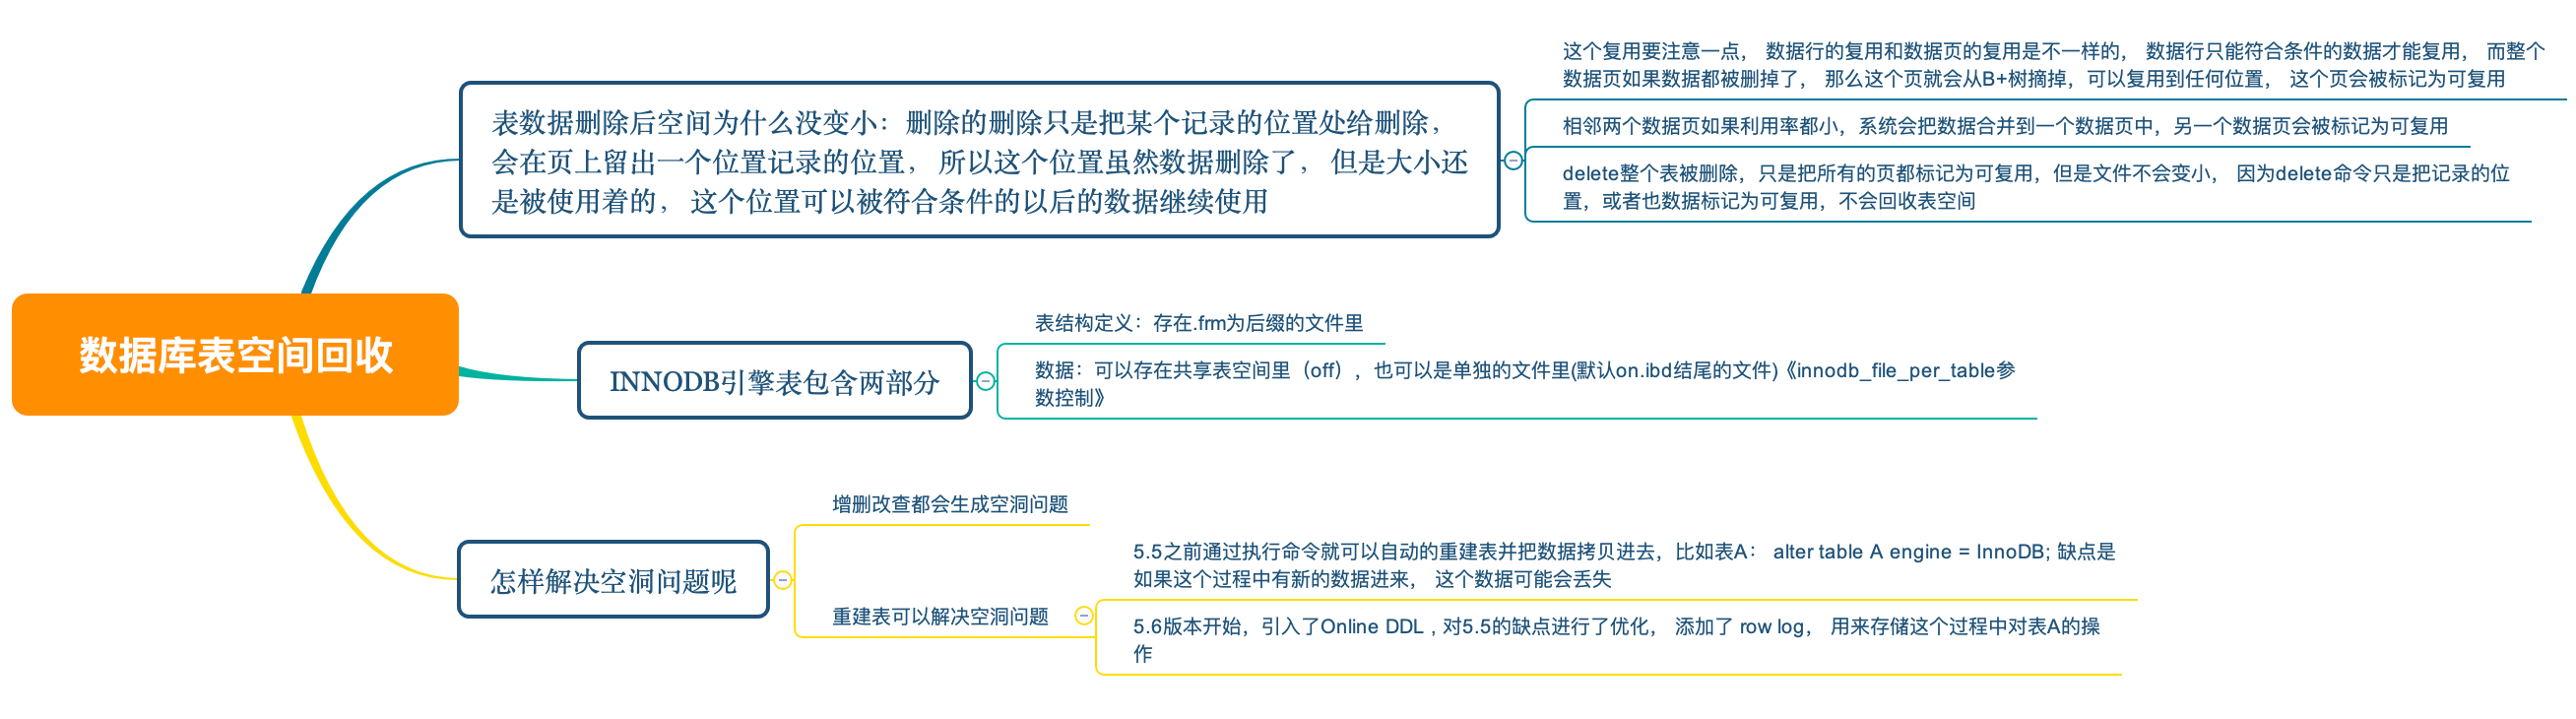 这个复用要注意一点， 数据行的复用和数据页的复用是不一样的， 数据行只能符合条件的数据才能复用， 而整个
数据页如果数据都被删掉了， 那么这个页就会从B+树摘掉，可以复用到任何位置， 这个页会被标记为可复用
表数据删除后空间为什么没变小：删除的删除只是把某个记录的位置处给删除，
会在页上留出一个位置记录的位置， 所以这个位置虽然数据删除了， 但是大小还
是被使用着的， 这个位置可以被符合条件的以后的数据继续使用
相邻两个数据页如果利用率都小，系统会把数据合并到一个数据页中，另一个数据页会被标记为可复用
delete整个表被删除，只是把所有的页都标记为可复用，但是文件不会变小， 因为delete命令只是把记录的位
置，或者也数据标记为可复用，不会回收表空间
数据库表空间回收
INNODB引擎表包含两部分
表结构定义：存在.frm为后缀的文件里
数据：可以存在共享表空间里（off），也可以是单独的文件里(默认on.ibd结尾的文件)《innodb_file_per_table参
数控制》
怎样解决空洞问题呢
增删改查都会生成空洞问题
重建表可以解决空洞问题
5.5之前通过执行命令就可以自动的重建表并把数据拷贝进去，比如表A： alter table A engine = InnoDB; 缺点是
如果这个过程中有新的数据进来， 这个数据可能会丢失
5.6版本开始，引入了Online DDL , 对5.5的缺点进行了优化， 添加了 row log， 用来存储这个过程中对表A的操
作